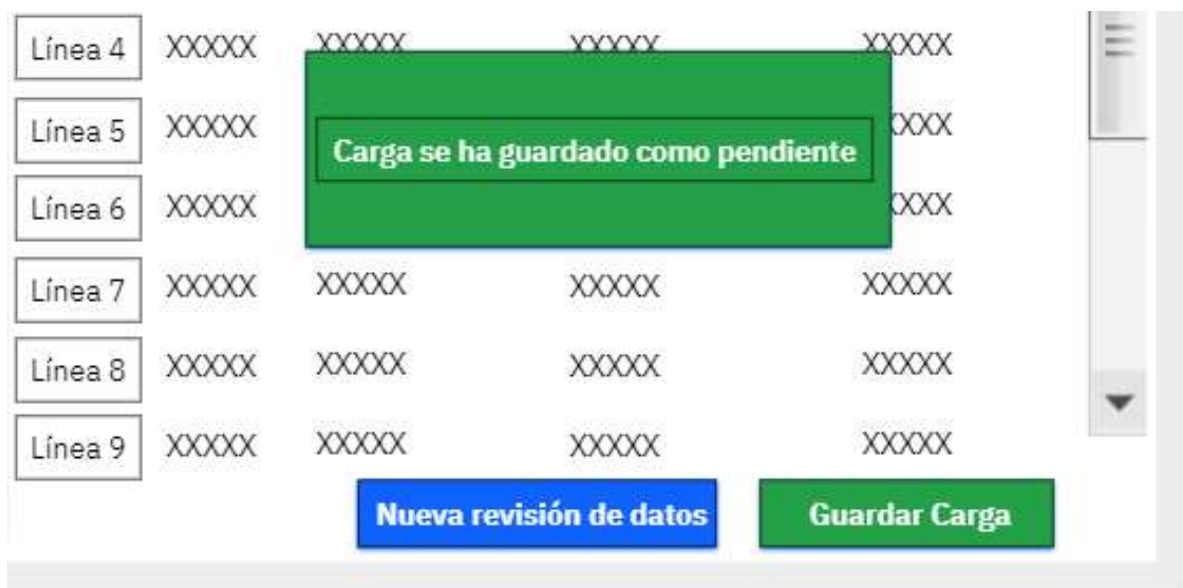 Línea 4 XXXXX XXXXX XXXXX XXXXX
Línea 5 XXXXX XXXX
Carga se ha guardado como pendiente
Línea 6 XXXXX XXXX
Línea 7 XXXXX XXXXX XXXXX XXXXX
Línea 8 XXXXX XXXXX XXXXX XXXXX
Línea 9 XXXXX XXXXX XXXXX XXXXX
Nueva revisión de datos Guardar Carga